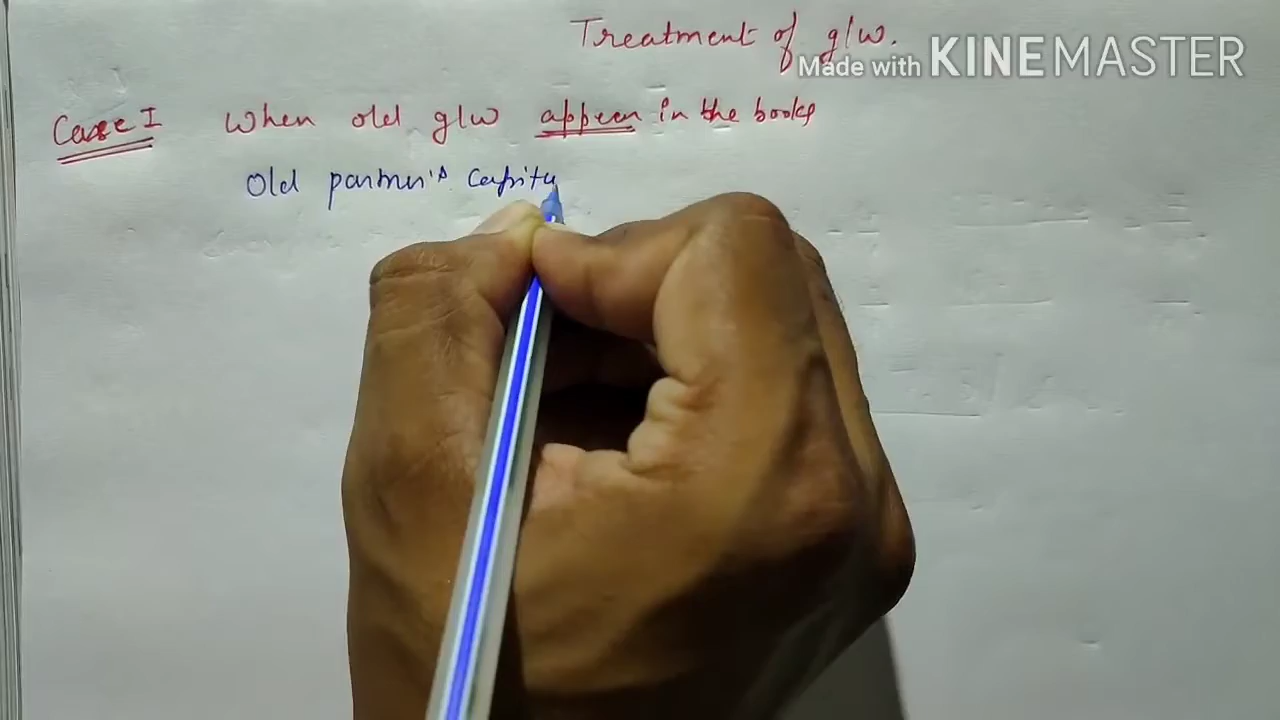 Treatment of g/w.
Made with KINEMASTER
Case I When old g/w appear in the books
Old partner's Capita